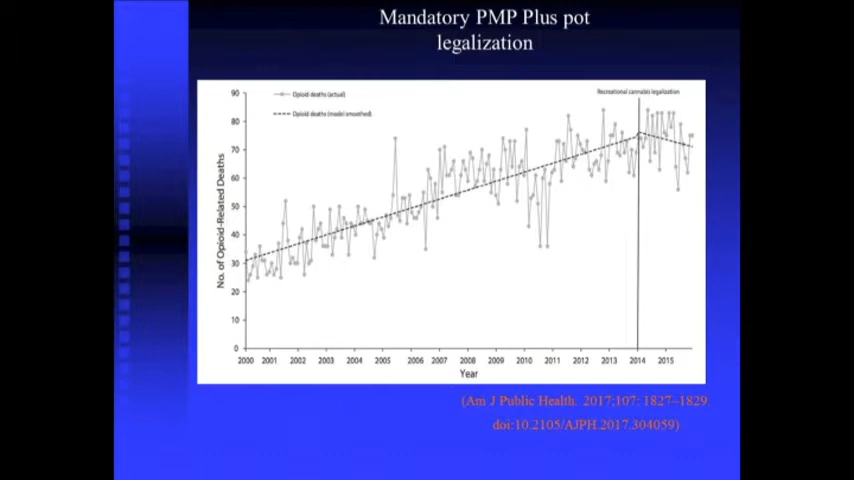 Mandatory PMP Plus pot
legalization
Recreational cannabis legalization
Opioid deaths (actual)
Opioid deaths (model smoothed)
No. of Opioid-Related Deaths
90
80
70
60
50
40
30
20
10
0
2000 2001 2002 2003 2004 2005 2006 2007 2008 2009 2010 2011 2012 2013 2014 2015
Year
(Am J Public Health. 2017;107: 1827–1829.
doi:10.2105/AJPH.2017.304059)